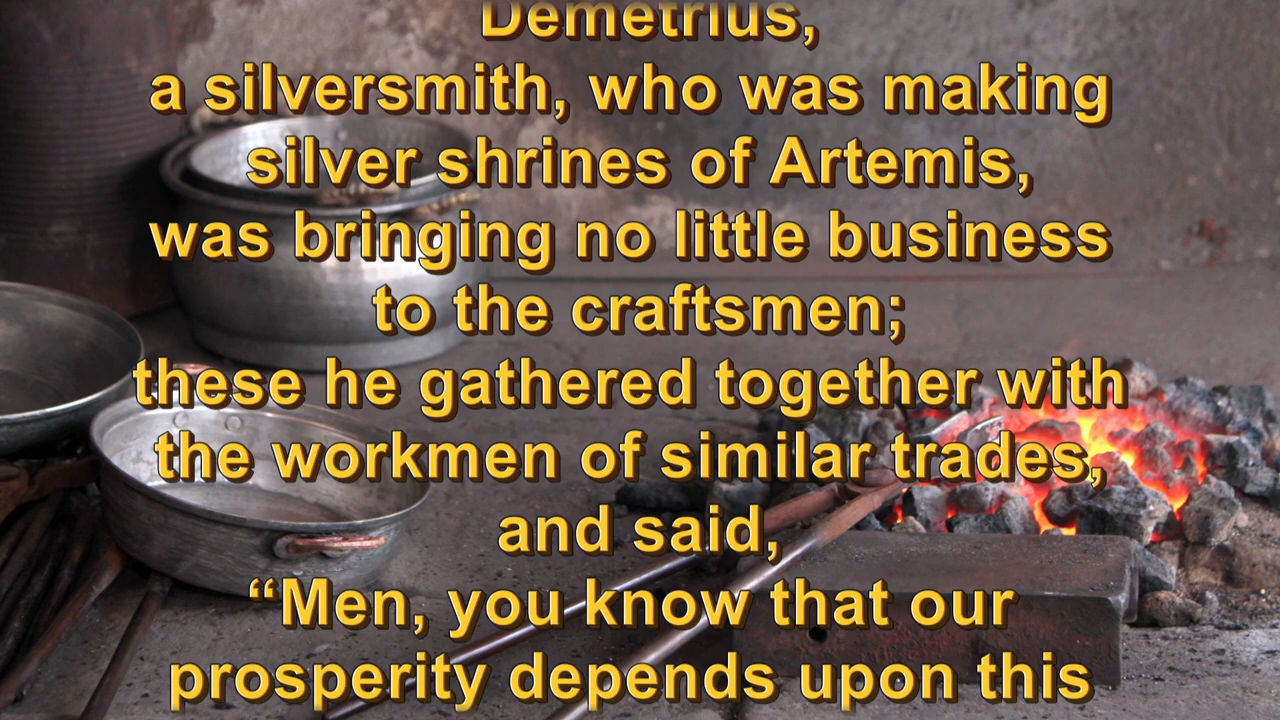 Demetrius,
a silversmith, who was making
silver shrines of Artemis,
was bringing no little business
to the craftsmen;
these he gathered together with
the workmen of similar trades,
and said,
“Men, you know that our
prosperity depends upon this